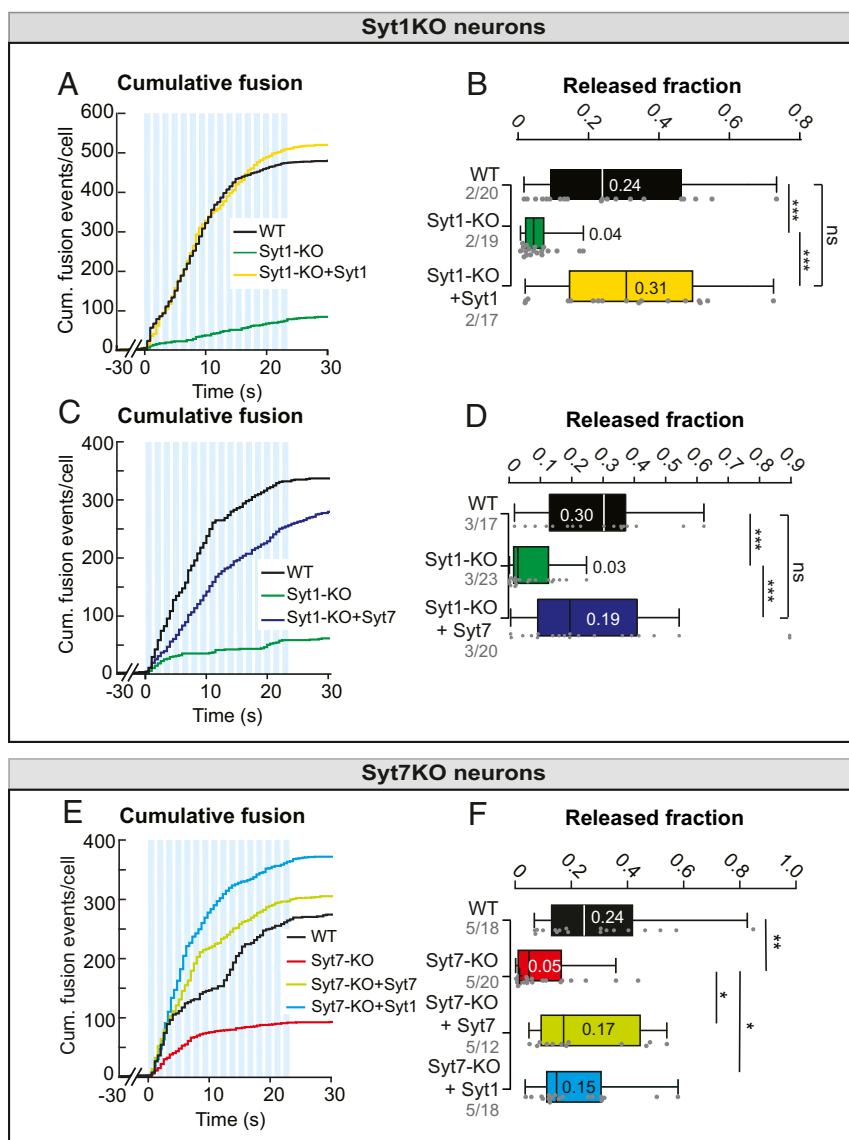 Syt1KO neurons
A
Cumulative fusion
Cum. fusion events/cell
600
500
400
300
200
100
0
WT
Syt1-KO
Syt1-KO+Syt1
-30
0
10
20
30
Time (s)
B
Released fraction
0
0.2
0.4
0.6
0.8
WT
2/20
0.24
Syt1-KO
2/19
0.04
Syt1-KO
+Syt1
2/17
0.31
***
***
ns
C
Cumulative fusion
Cum. fusion events/cell
400
300
200
100
0
WT
Syt1-KO
Syt1-KO+Syt7
-30
0
10
20
30
Time (s)
D
Released fraction
0
0.1
0.2
0.3
0.4
0.5
0.6
0.7
0.8
0.9
WT
3/17
0.30
Syt1-KO
3/23
0.03
Syt1-KO
+ Syt7
3/20
0.19
***
***
ns
Syt7KO neurons
E
Cumulative fusion
Cum. fusion events/cell
400
300
200
100
0
WT
Syt7-KO
Syt7-KO+Syt7
Syt7-KO+Syt1
-30
0
10
20
30
Time (s)
F
Released fraction
0
0.2
0.4
0.6
0.8
1.0
WT
5/18
0.24
Syt7-KO
5/20
0.05
Syt7-KO
+ Syt7
5/12
0.17
Syt7-KO
+ Syt1
5/18
0.15
**
*
*